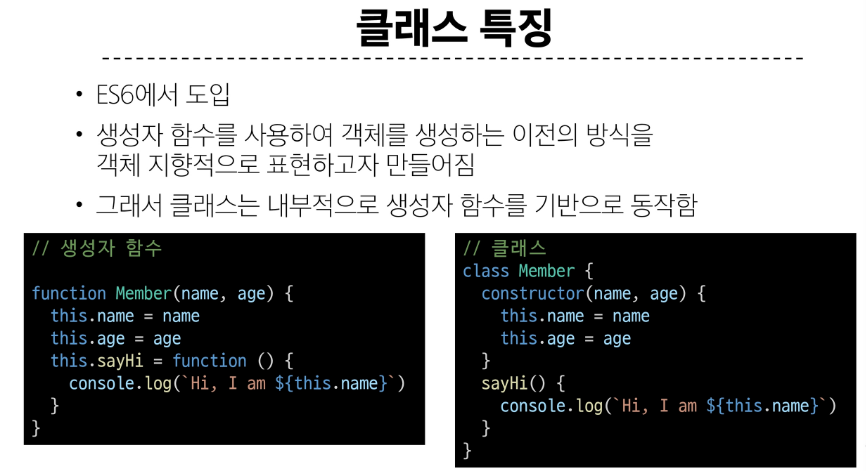 클래스 특징
• ES6에서 도입
• 생성자 함수를 사용하여 객체를 생성하는 이전의 방식을
객체 지향적으로 표현하고자 만들어짐
• 그래서 클래스는 내부적으로 생성자 함수를 기반으로 동작함
// 생성자 함수
function Member(name, age) {
  this.name = name
  this.age = age
  this.sayHi = function () {
    console.log(`Hi, I am ${this.name}`)
  }
}
// 클래스
class Member {
  constructor(name, age) {
    this.name = name
    this.age = age
  }
  sayHi() {
    console.log(`Hi, I am ${this.name}`)
  }
}